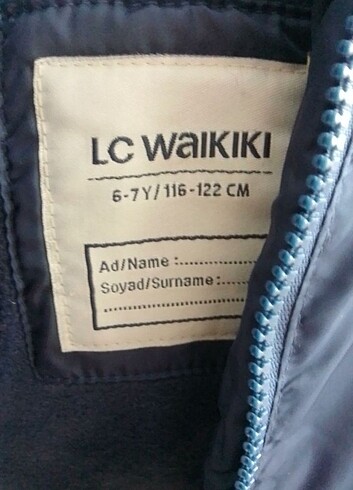 LC WAIKIKI
6-7Y/116-122 CM
Ad/Name :..................
Soyad/Surname :.......
..............................